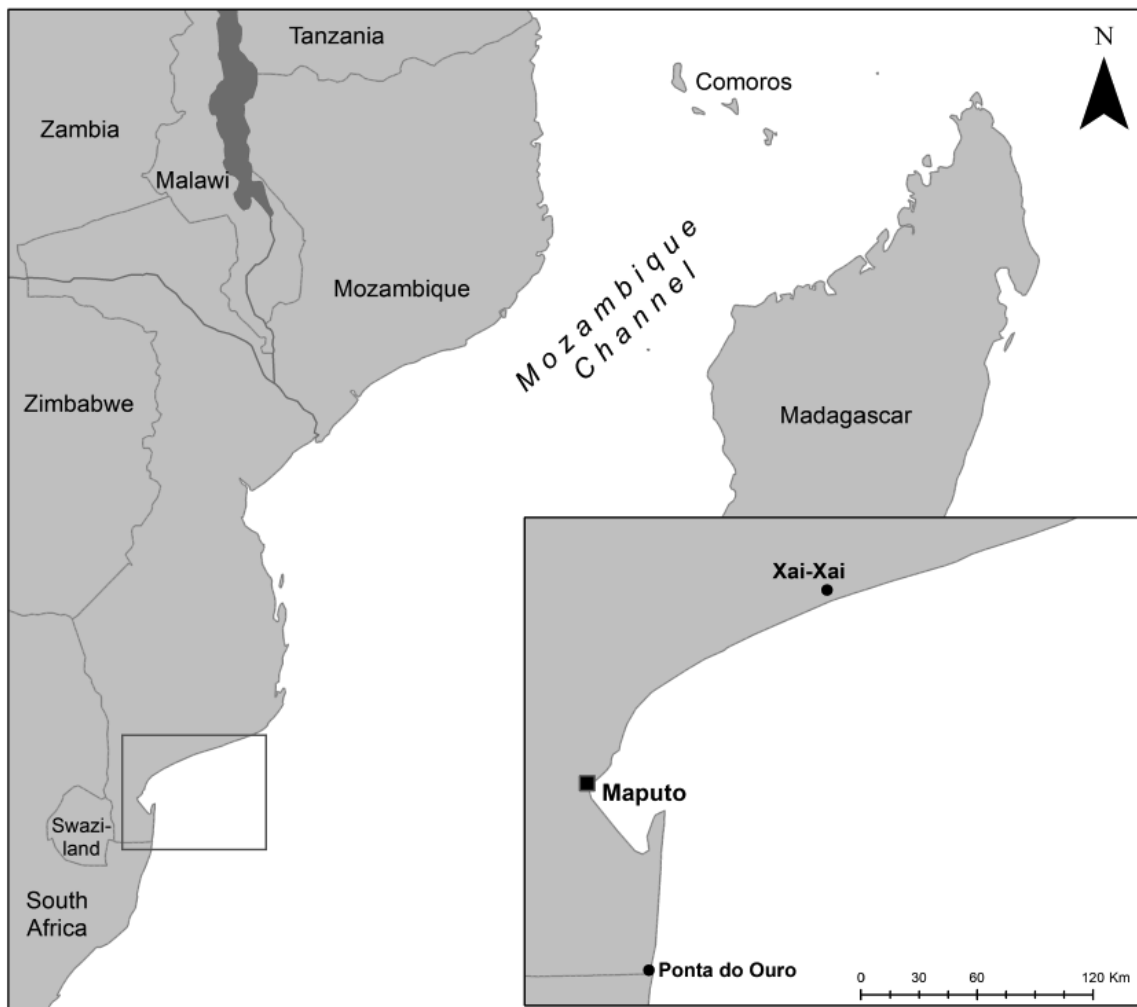 Tanzania
N
Comoros
Zambia
Malawi
Mozambique
Mozambique
Channel
Zimbabwe
Madagascar
Xai-Xai
Maputo
Swazi-
land
South
Africa
Ponta do Ouro
0 30 60 120 Km